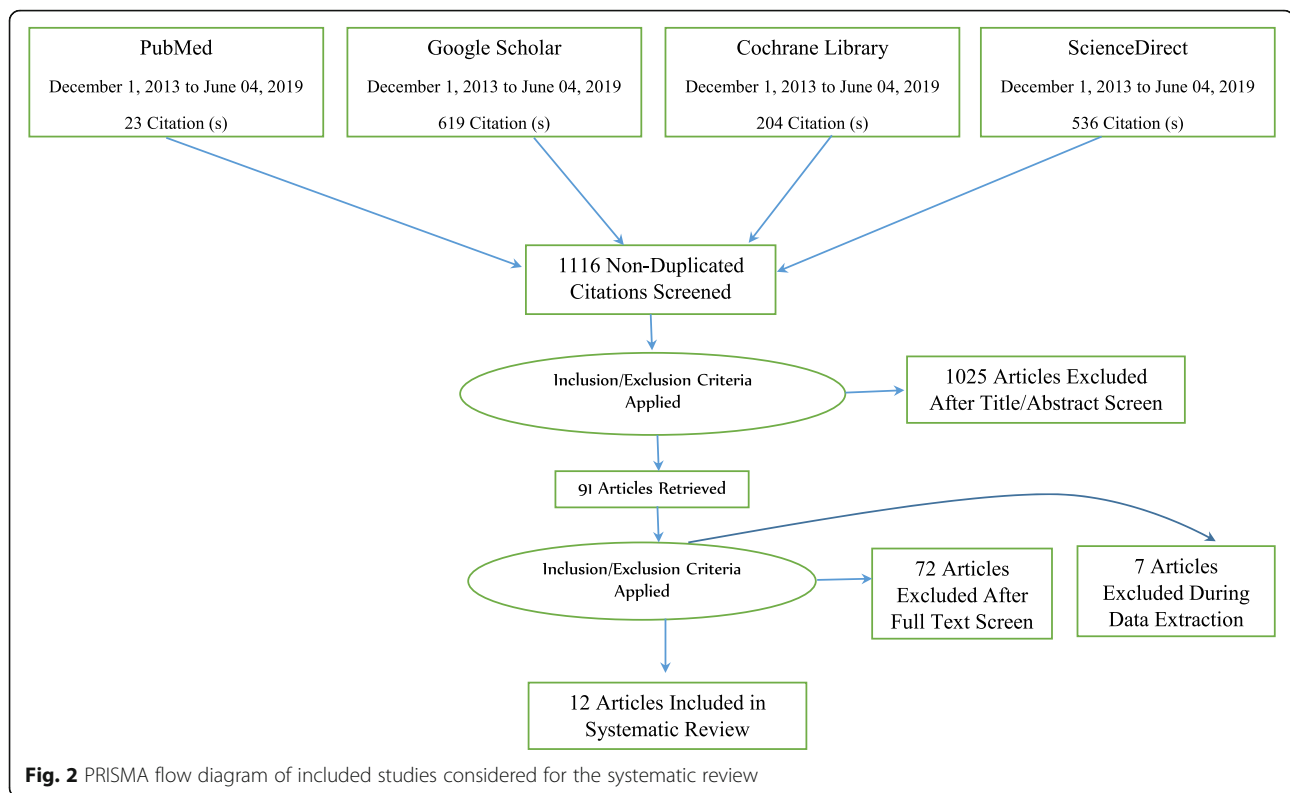 PubMed
December 1, 2013 to June 04, 2019
23 Citation (s)
Google Scholar
December 1, 2013 to June 04, 2019
619 Citation (s)
Cochrane Library
December 1, 2013 to June 04, 2019
204 Citation (s)
ScienceDirect
December 1, 2013 to June 04, 2019
536 Citation (s)
1116 Non-Duplicated
Citations Screened
Inclusion/Exclusion Criteria
Applied
1025 Articles Excluded
After Title/Abstract Screen
91 Articles Retrieved
Inclusion/Exclusion Criteria
Applied
72 Articles
Excluded After
Full Text Screen
7 Articles
Excluded During
Data Extraction
12 Articles Included in
Systematic Review
Fig. 2 PRISMA flow diagram of included studies considered for the systematic review